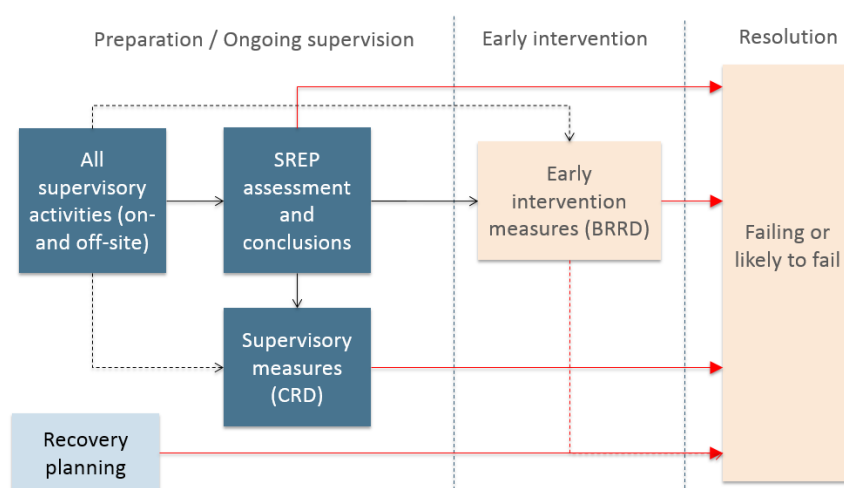 Preparation / Ongoing supervision
Early intervention
Resolution
All
supervisory
activities (on-
and off-site)
SREP
assessment
and
conclusions
Early
intervention
measures (BRRD)
Failing or
likely to fail
Supervisory
measures
(CRD)
Recovery
planning